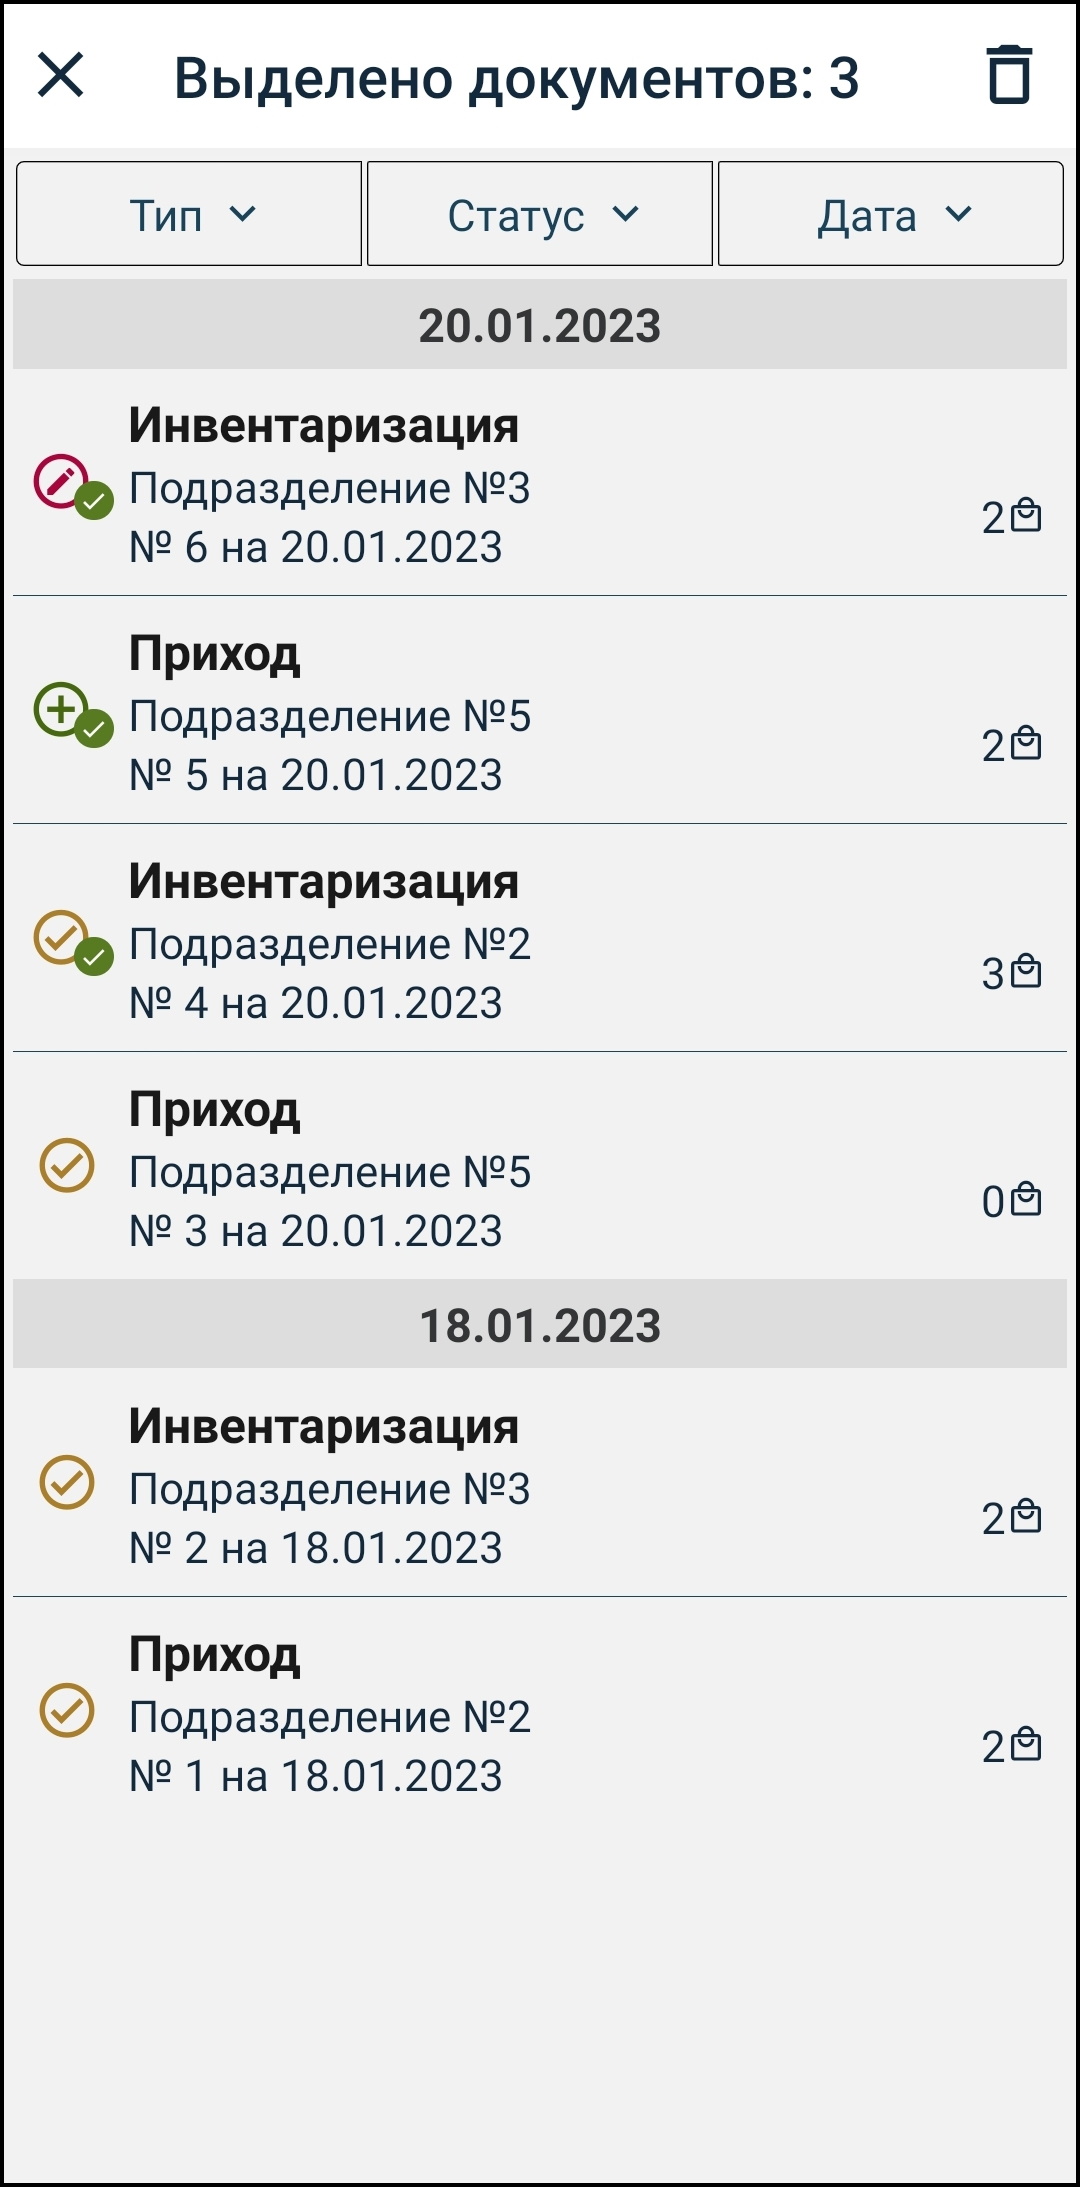 Выделено документов: 3
Тип
Статус
Дата
20.01.2023
Инвентаризация
Подразделение №3
№ 6 на 20.01.2023
2
Приход
Подразделение №5
№ 5 на 20.01.2023
2
Инвентаризация
Подразделение №2
№ 4 на 20.01.2023
3
Приход
Подразделение №5
№ 3 на 20.01.2023
0
18.01.2023
Инвентаризация
Подразделение №3
№ 2 на 18.01.2023
2
Приход
Подразделение №2
№ 1 на 18.01.2023
2